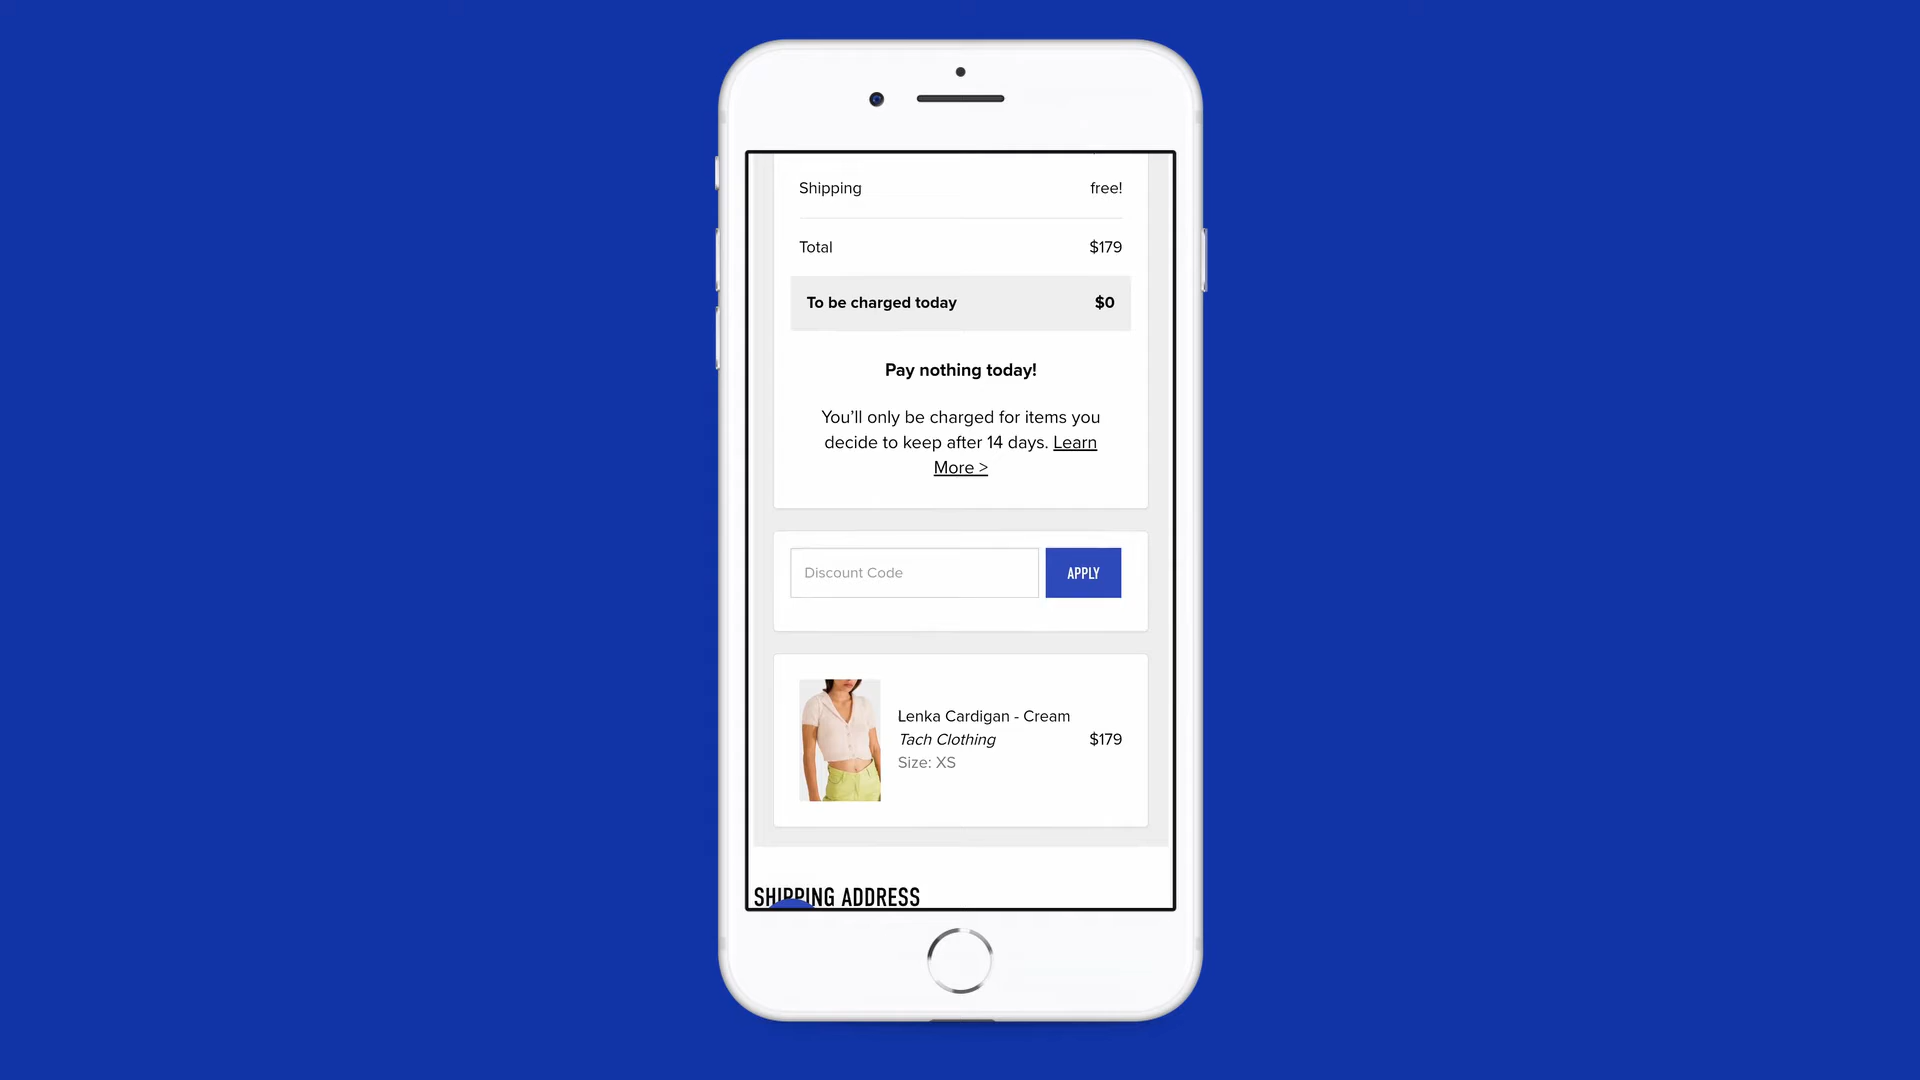 Shipping free!
Total $179
To be charged today $0
Pay nothing today!
You’ll only be charged for items you
decide to keep after 14 days. Learn
More >
Discount Code APPLY
Lenka Cardigan - Cream
Tach Clothing $179
Size: XS
SHIPPING ADDRESS